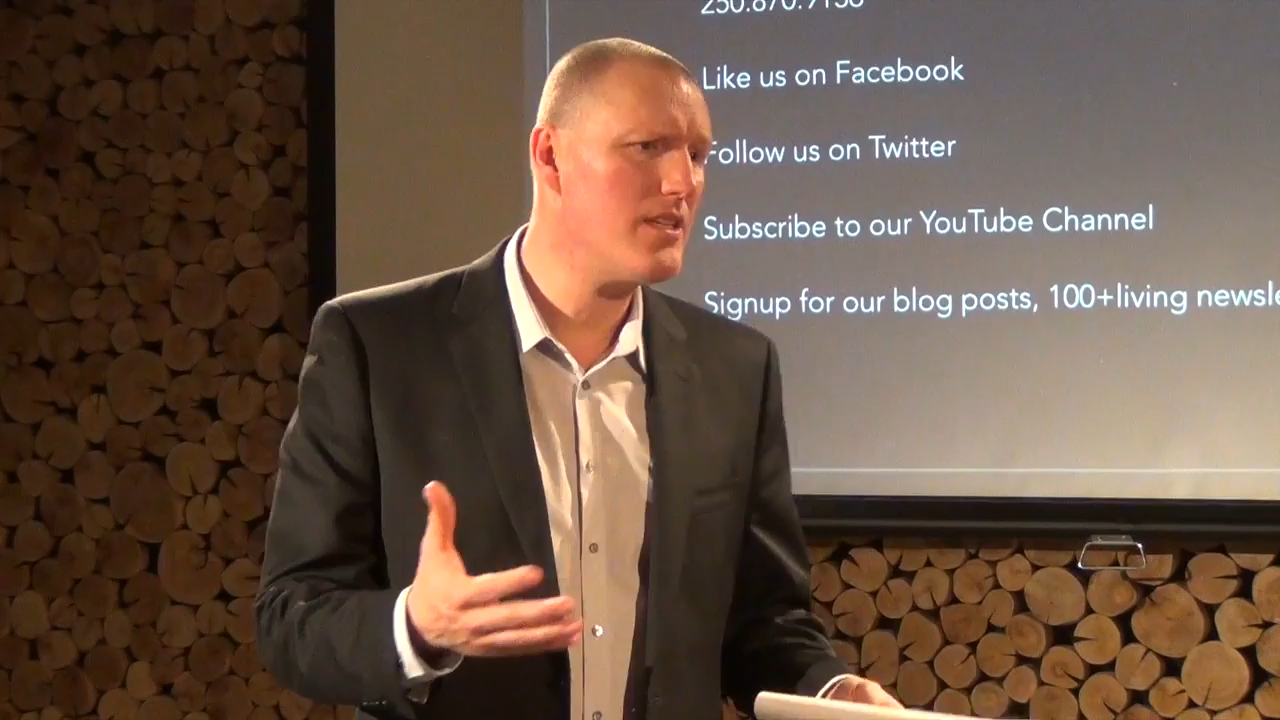 Like us on Facebook
Follow us on Twitter
Subscribe to our YouTube Channel
Signup for our blog posts, 100+living